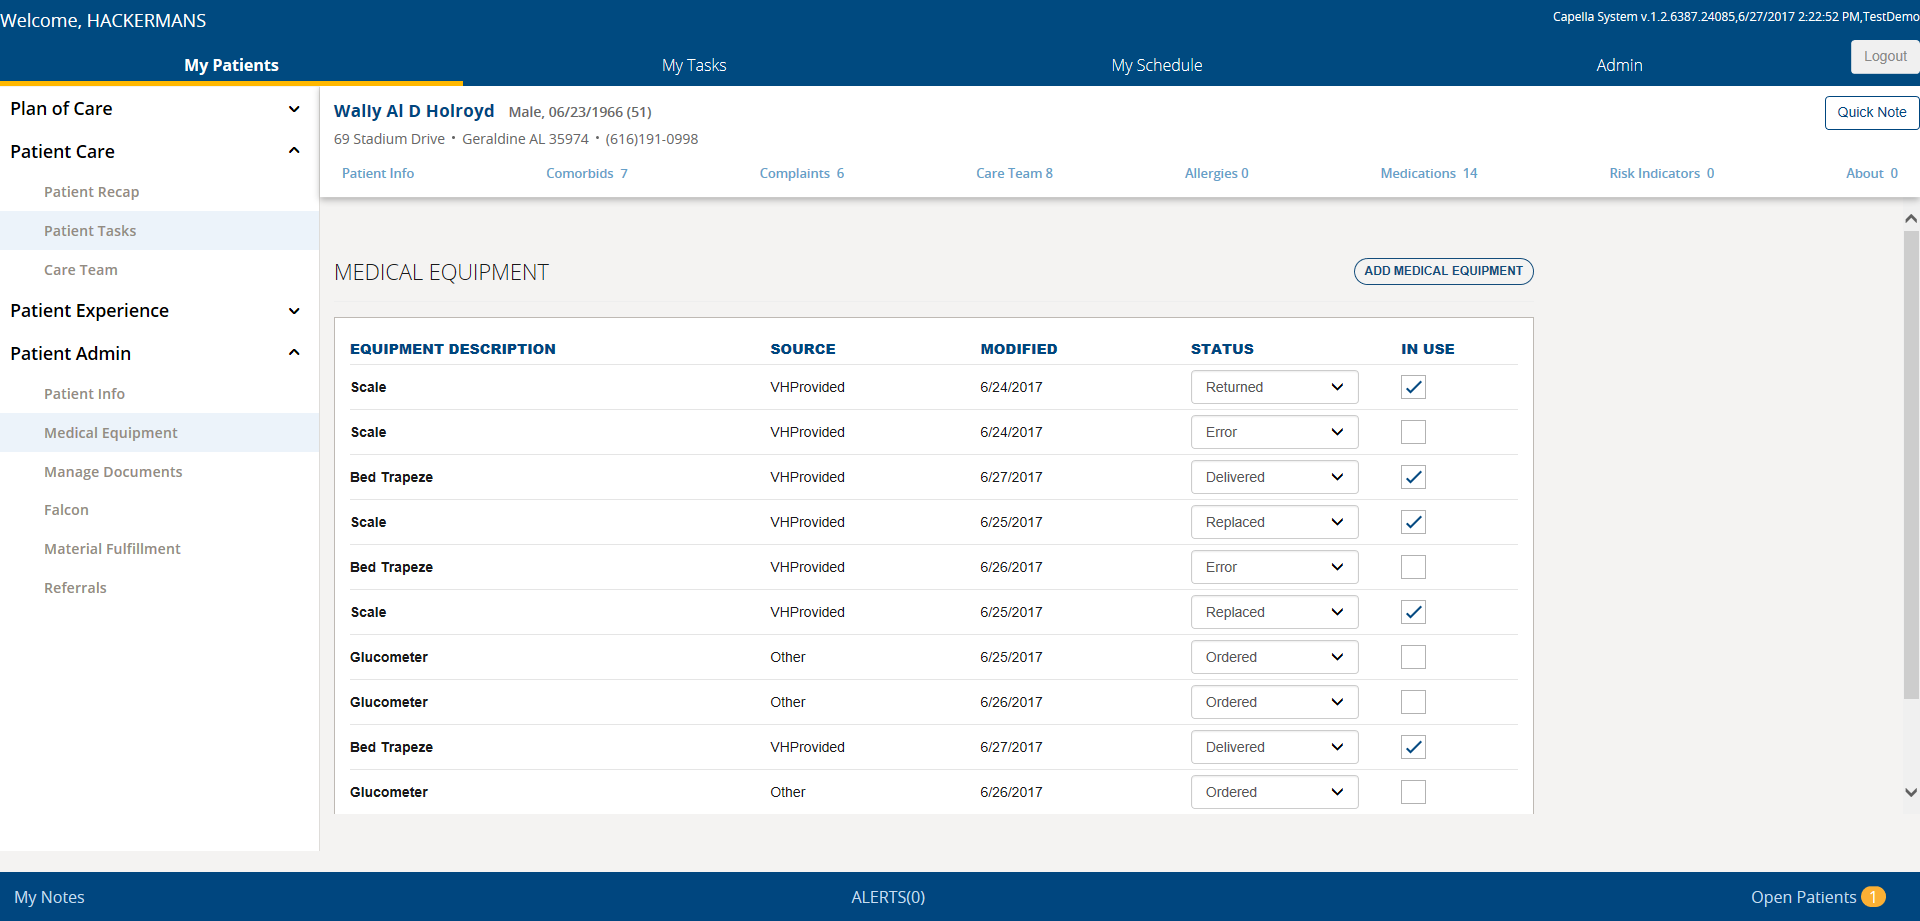 Welcome, HACKERMANS
Capella System v.1.2.6387.24085,6/27/2017 2:22:52 PM,TestDemo
Logout
My Patients My Tasks My Schedule Admin
Plan of Care
Patient Care
Patient Recap
Patient Tasks
Care Team
Patient Experience
Patient Admin
Patient Info
Medical Equipment
Manage Documents
Falcon
Material Fulfillment
Referrals
Wally Al D Holroyd Male, 06/23/1966 (51)
Quick Note
69 Stadium Drive • Geraldine AL 35974 • (616)191-0998
Patient Info Comorbids 7 Complaints 6 Care Team 8 Allergies 0 Medications 14 Risk Indicators 0 About 0
MEDICAL EQUIPMENT
ADD MEDICAL EQUIPMENT
EQUIPMENT DESCRIPTION SOURCE MODIFIED STATUS IN USE
Scale VHProvided 6/24/2017 Returned
Scale VHProvided 6/24/2017 Error
Bed Trapeze VHProvided 6/27/2017 Delivered
Scale VHProvided 6/25/2017 Replaced
Bed Trapeze VHProvided 6/26/2017 Error
Scale VHProvided 6/25/2017 Replaced
Glucometer Other 6/25/2017 Ordered
Glucometer Other 6/26/2017 Ordered
Bed Trapeze VHProvided 6/27/2017 Delivered
Glucometer Other 6/26/2017 Ordered
My Notes ALERTS(0) Open Patients 1